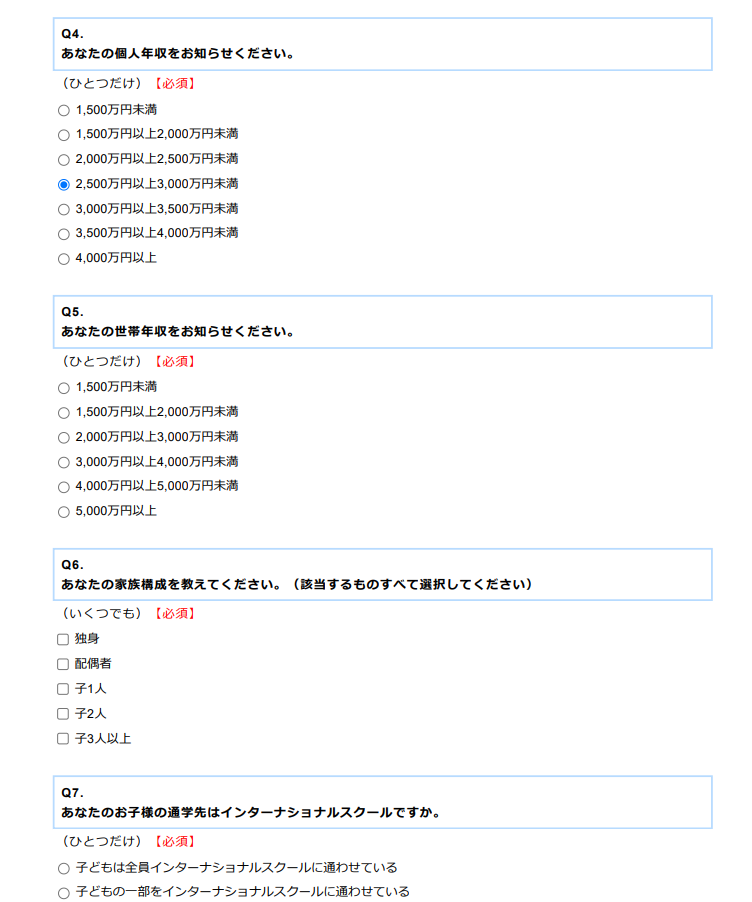 Q4.
あなたの個人年収をお知らせください。
（ひとつだけ）【必須】
1,500万円未満
1,500万円以上2,000万円未満
2,000万円以上2,500万円未満
2,500万円以上3,000万円未満
3,000万円以上3,500万円未満
3,500万円以上4,000万円未満
4,000万円以上
Q5.
あなたの世帯年収をお知らせください。
（ひとつだけ）【必須】
1,500万円未満
1,500万円以上2,000万円未満
2,000万円以上3,000万円未満
3,000万円以上4,000万円未満
4,000万円以上5,000万円未満
5,000万円以上
Q6.
あなたの家族構成を教えてください。（該当するものすべて選択してください）
（いくつでも）【必須】
独身
配偶者
子1人
子2人
子3人以上
Q7.
あなたのお子様の通学先はインターナショナルスクールですか。
（ひとつだけ）【必須】
子どもは全員インターナショナルスクールに通わせている
子どもの一部をインターナショナルスクールに通わせている